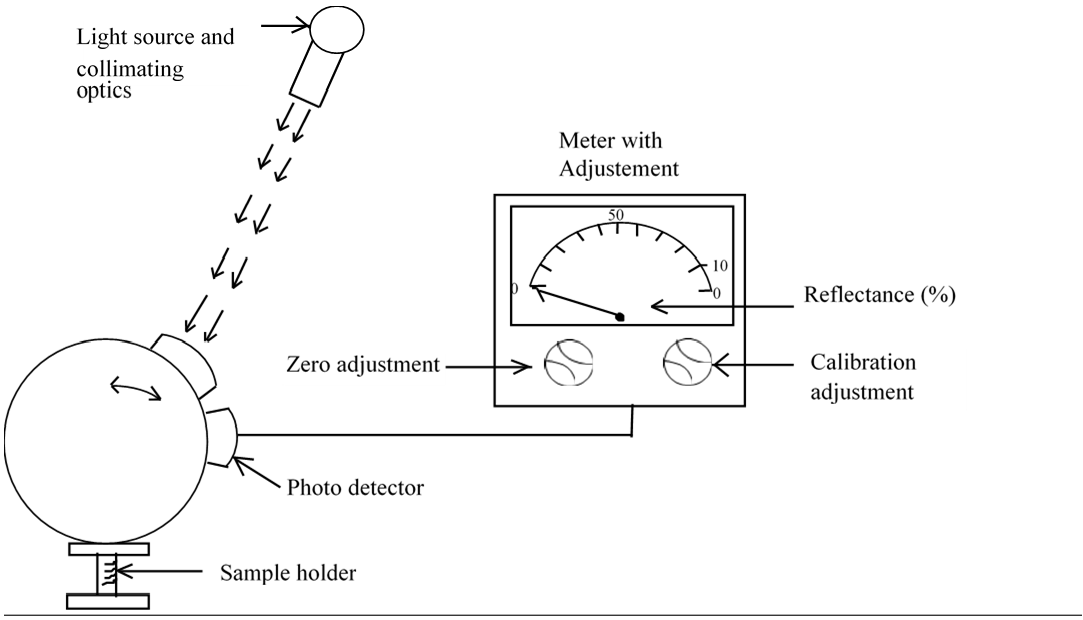 Light source and
collimating
optics
Meter with
Adjustement
50
10
0
0
Reflectance (%)
Zero adjustment
Calibration
adjustment
Photo detector
Sample holder